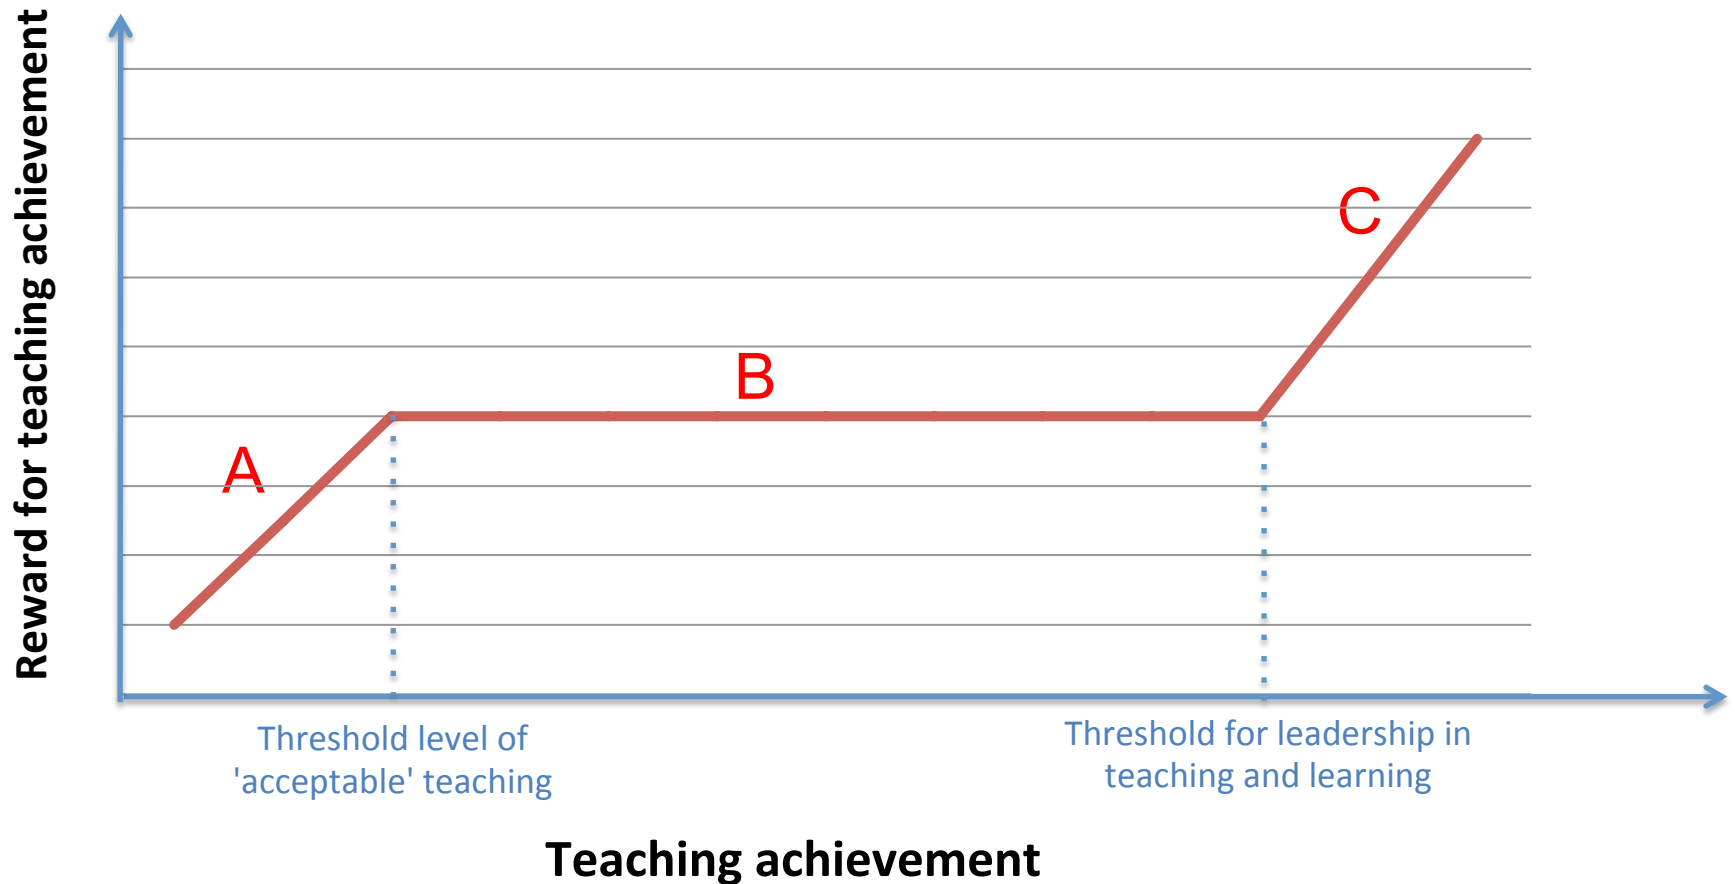 Reward for teaching achievement
A
B
C
Threshold level of
'acceptable' teaching
Threshold for leadership in
teaching and learning
Teaching achievement